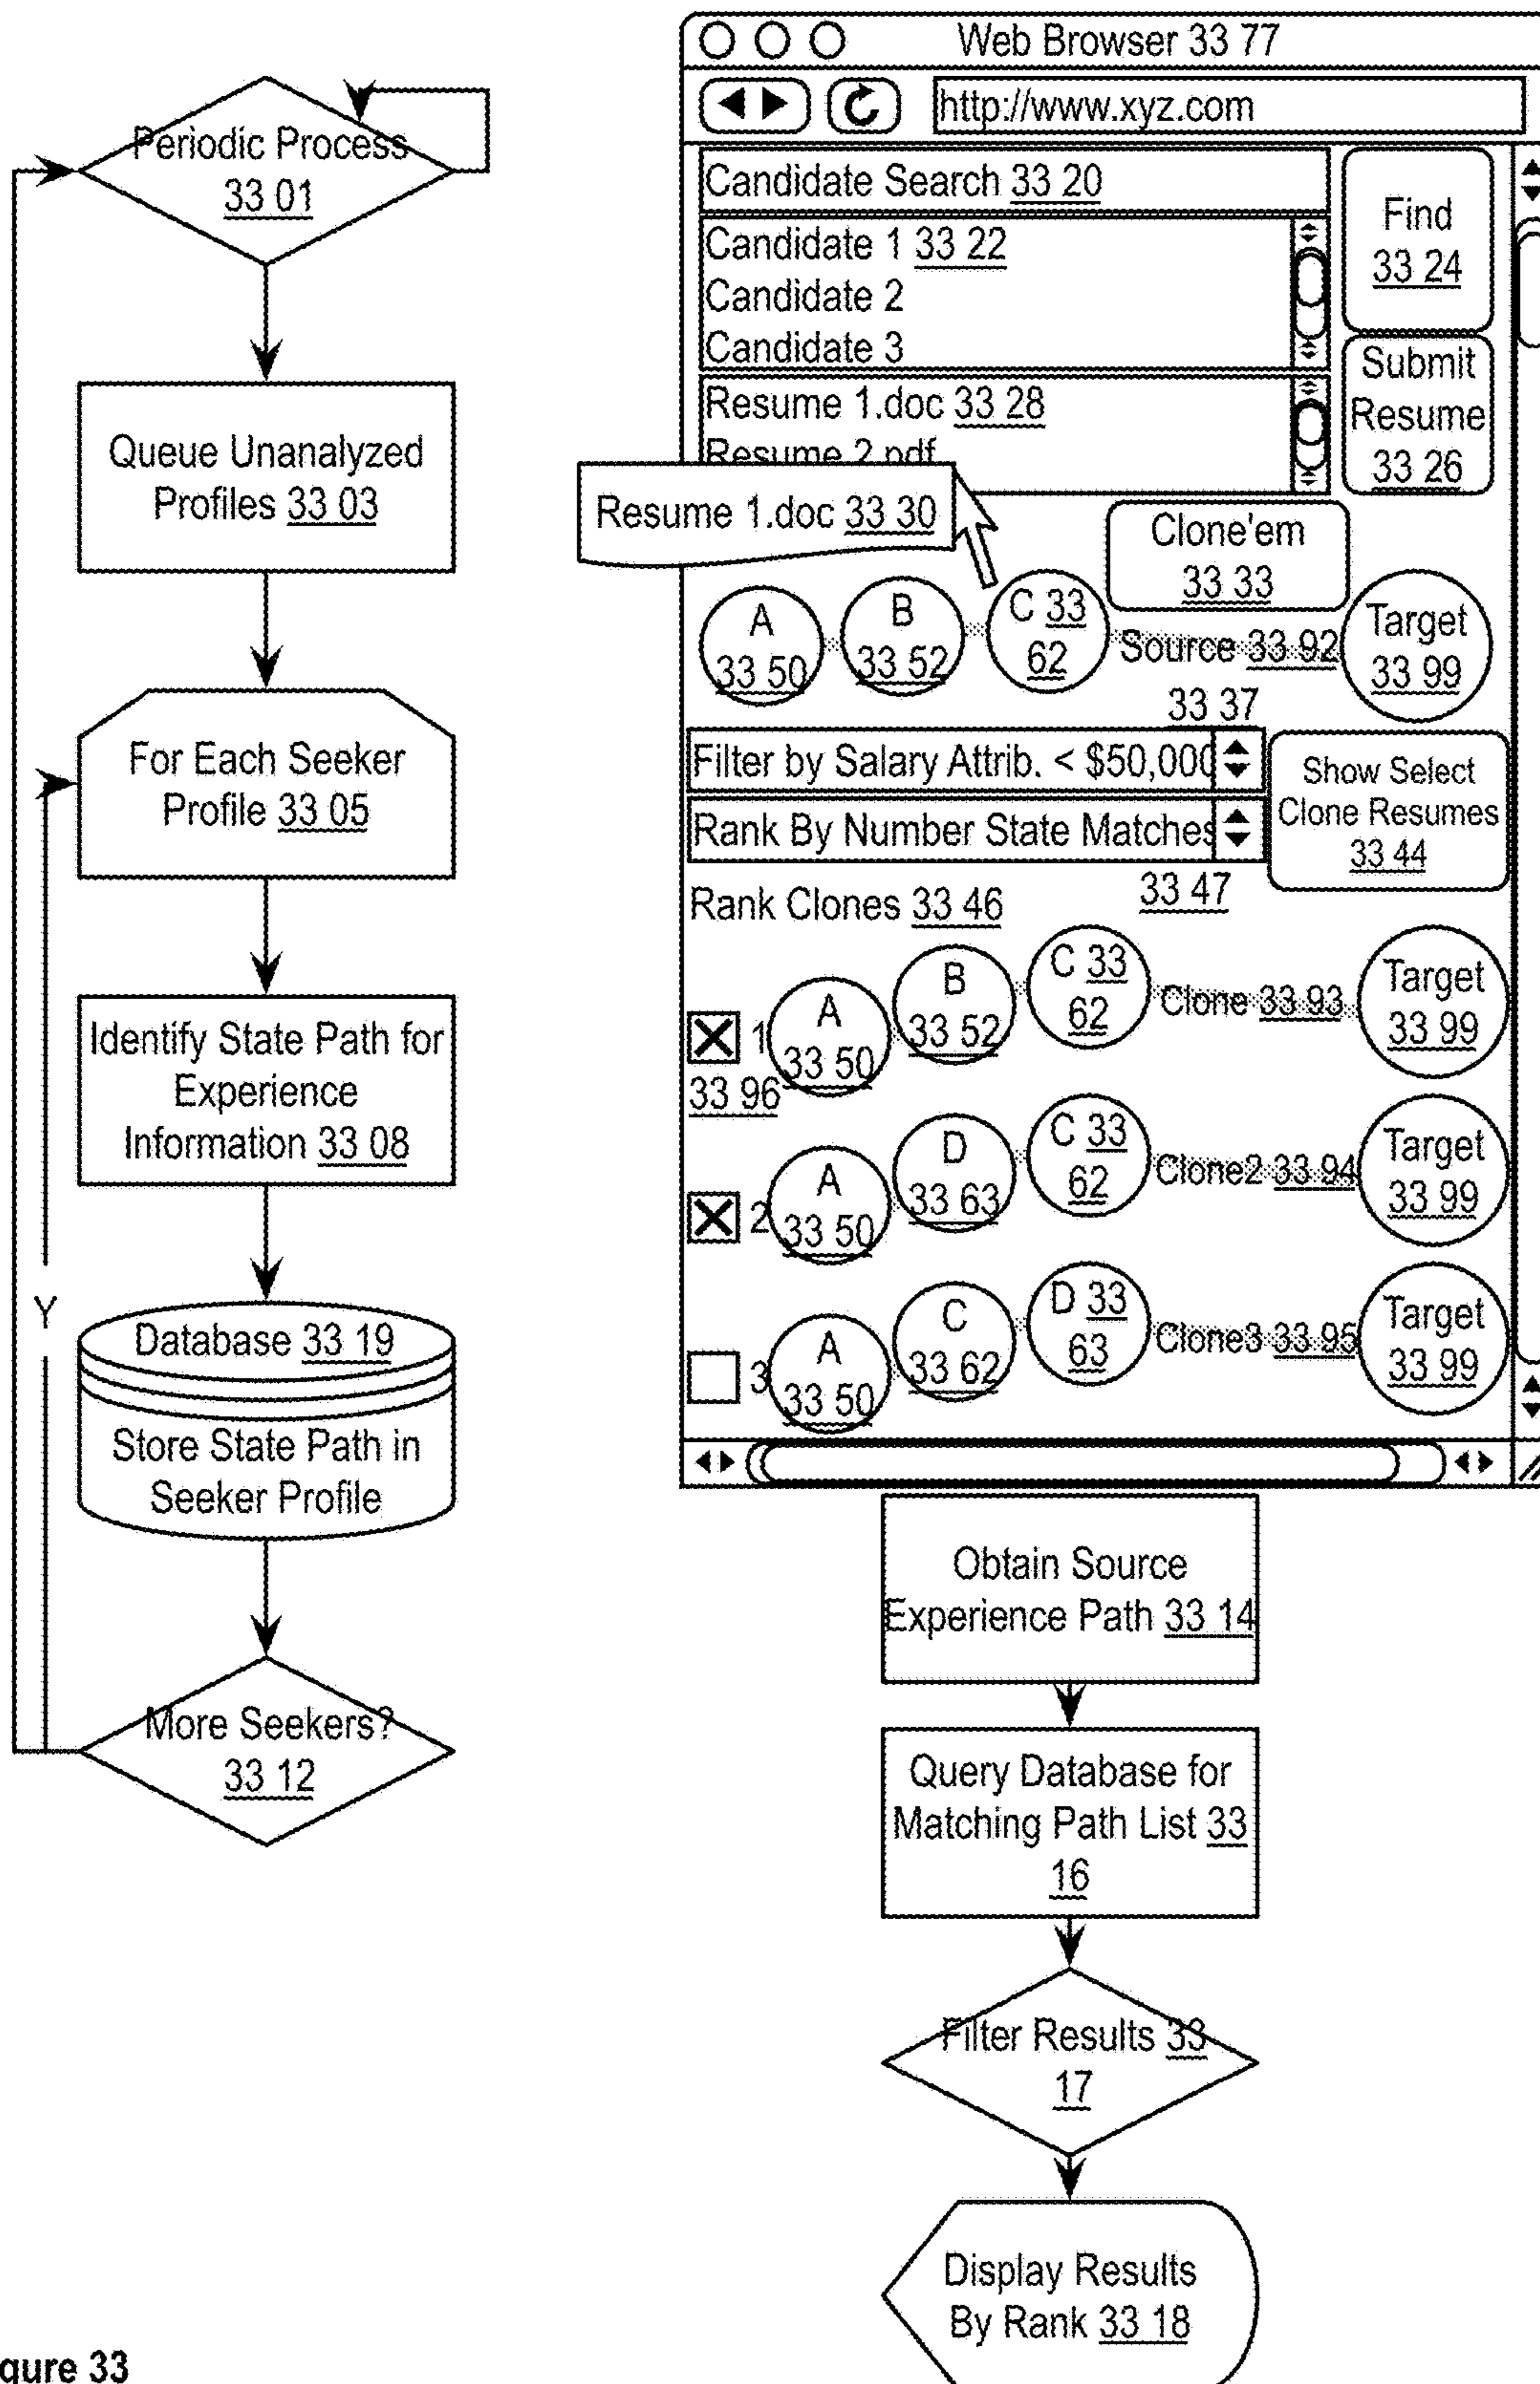 Periodic Process
33 01
Queue Unanalyzed
Profiles 33 03
For Each Seeker
Profile 33 05
Identify State Path for
Experience
Information 33 08
Y
Database 33 19
Store State Path in
Seeker Profile
More Seekers?
33 12
Web Browser 33 77
http://www.xyz.com
Candidate Search 33 20
Find
33 24
Candidate 1 33 22
Candidate 2
Candidate 3
Submit
Resume
33 26
Resume 1.doc 33 28
Resume 2.pdf
Resume 1.doc 33 30
Clone'em
33 33
A
33 50
B
33 52
C 33
62
Source 33 92
Target
33 99
33 37
Filter by Salary Attrib. < $50,000
Rank By Number State Matches
Show Select
Clone Resumes
33 44
33 47
Rank Clones 33 46
1
33 96
A
33 50
B
33 52
C 33
62
Clone 33 93
Target
33 99
2
A
33 50
D
33 63
C 33
62
Clone2 33 94
Target
33 99
3
A
33 50
C
33 62
D 33
63
Clone3 33 95
Target
33 99
Obtain Source
Experience Path 33 14
Query Database for
Matching Path List 33
16
Filter Results 33
17
Display Results
By Rank 33 18
gure 33